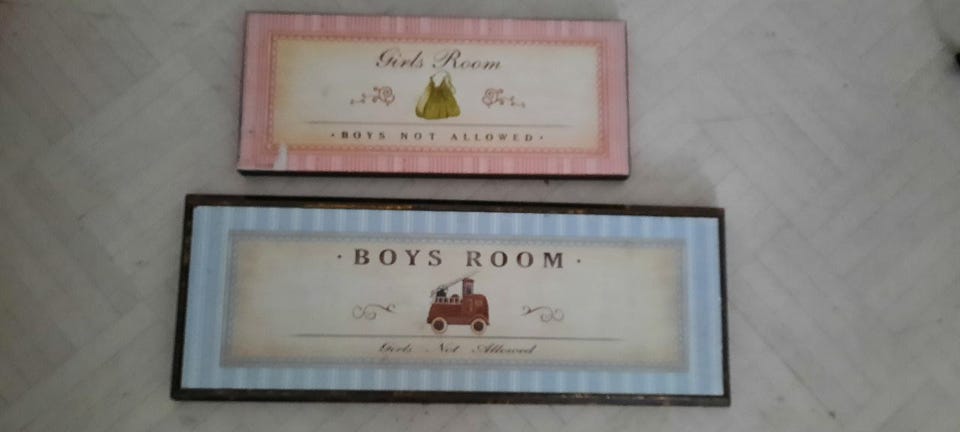 Girls Room
· BOYS NOT ALLOWED ·
· BOYS ROOM ·
Girls Not Allowed